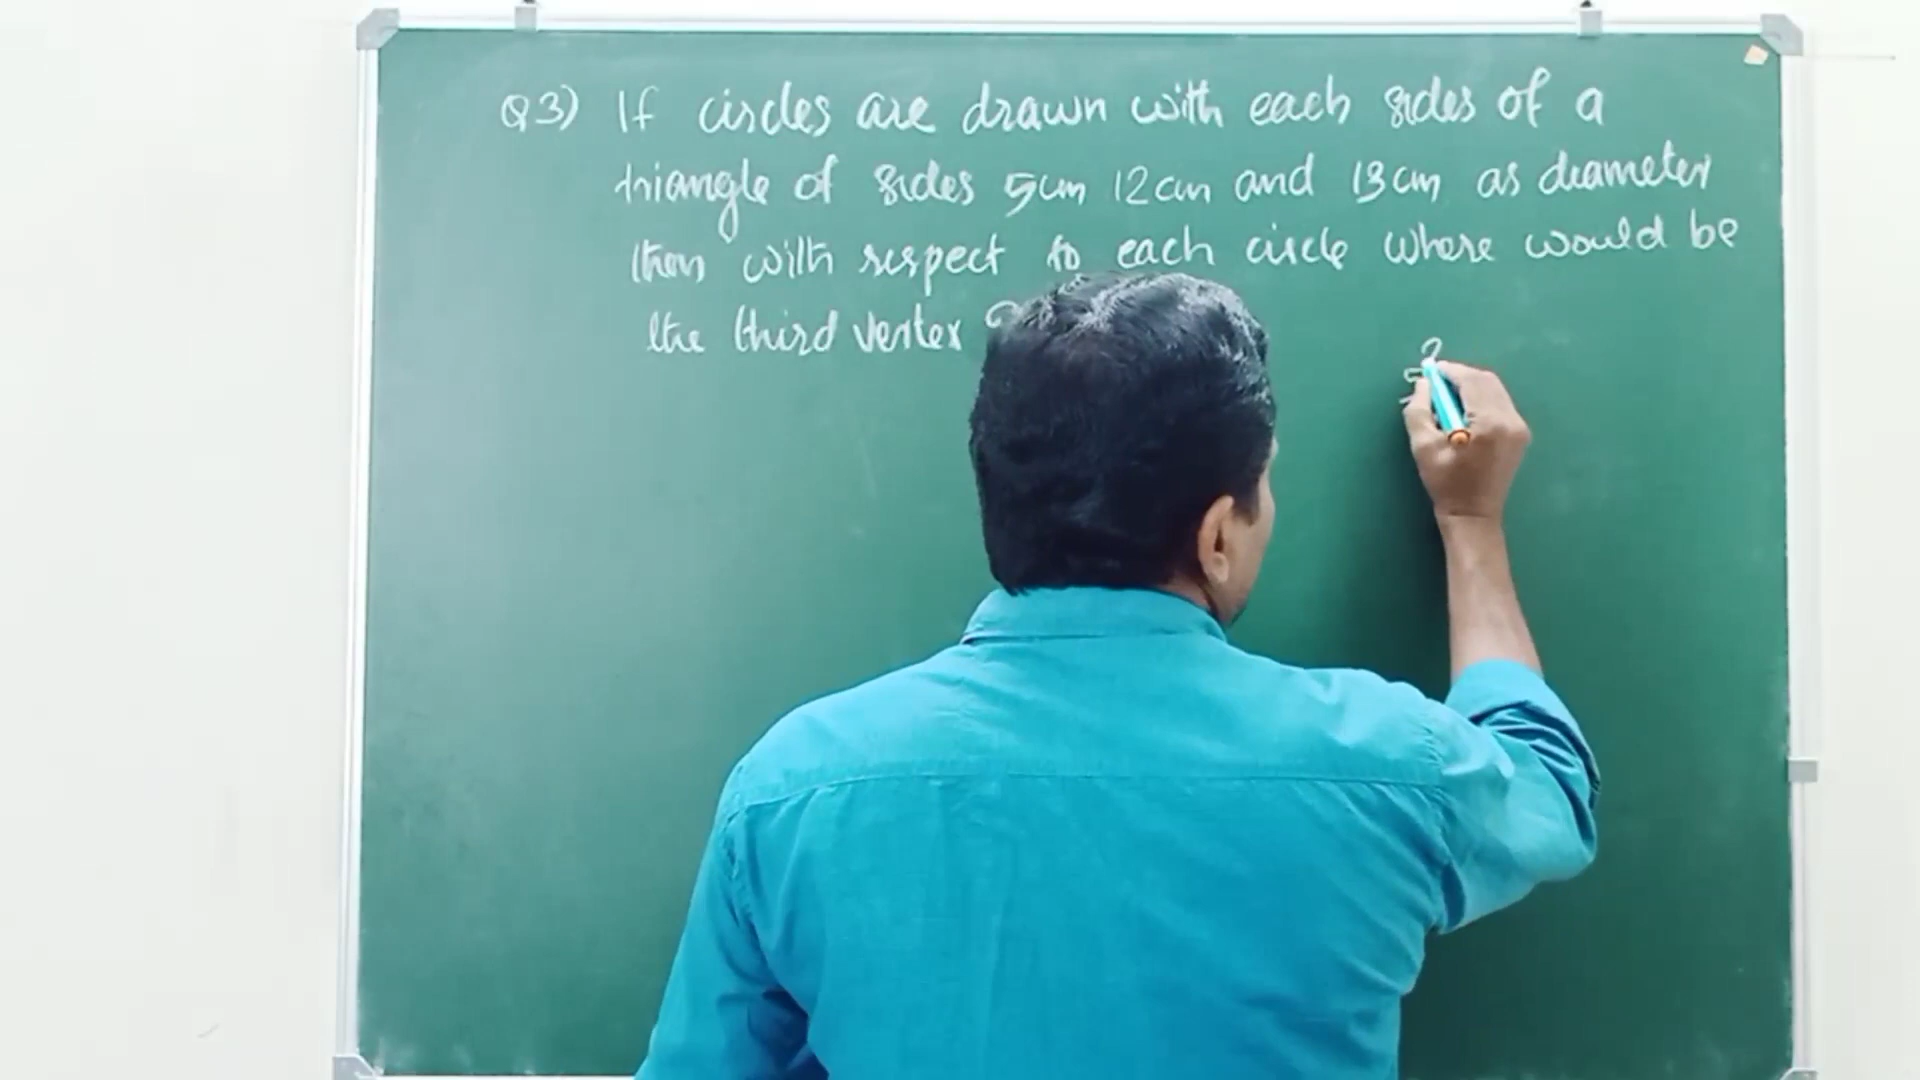 Q3) If circles are drawn with each sides of a
triangle of sides 5cm 12cm and 13cm as diameter
then with respect to each circle where would be
the third vertex ?